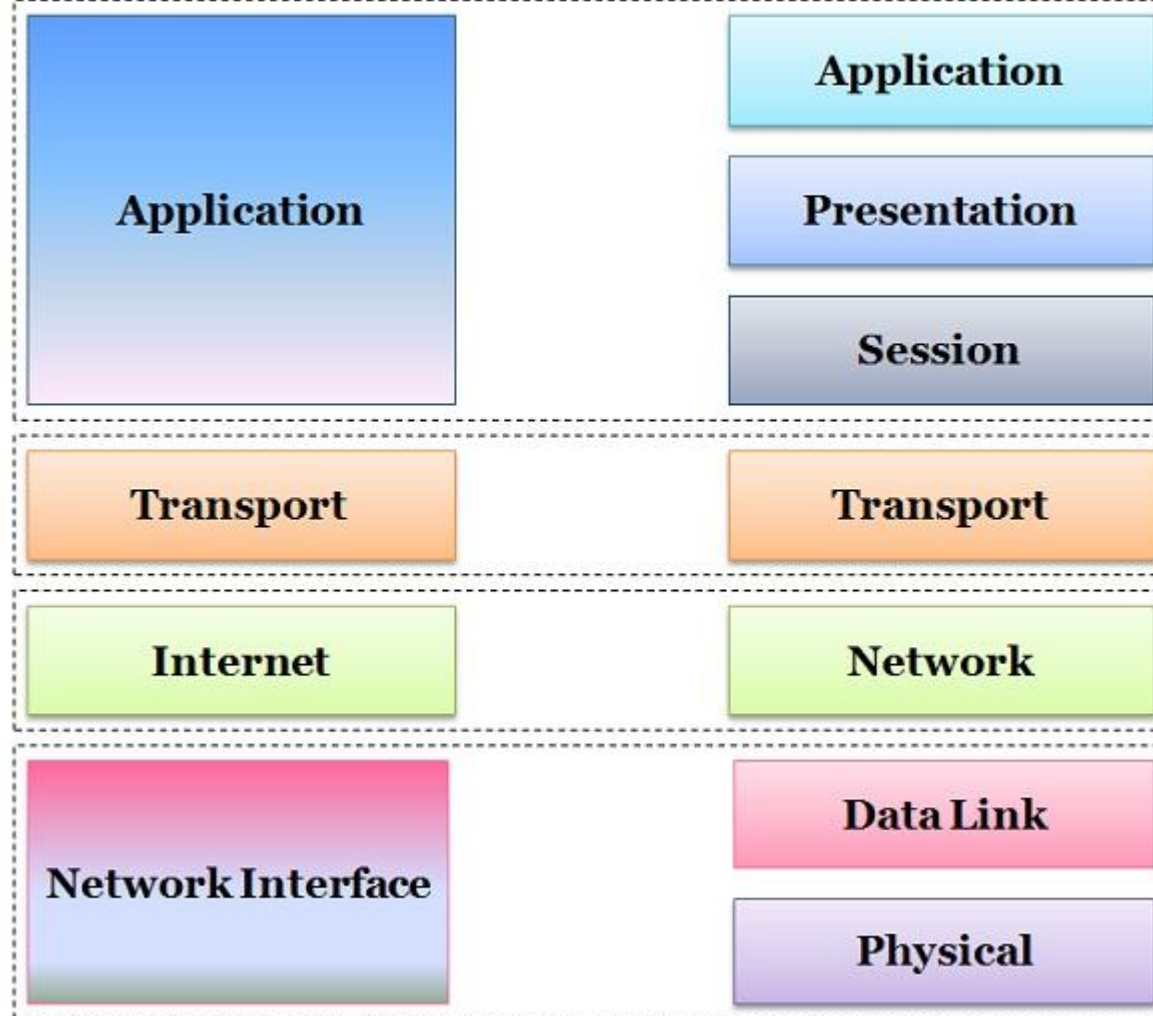 Application
Transport
Internet
Network Interface
Application
Presentation
Session
Transport
Network
Data Link
Physical